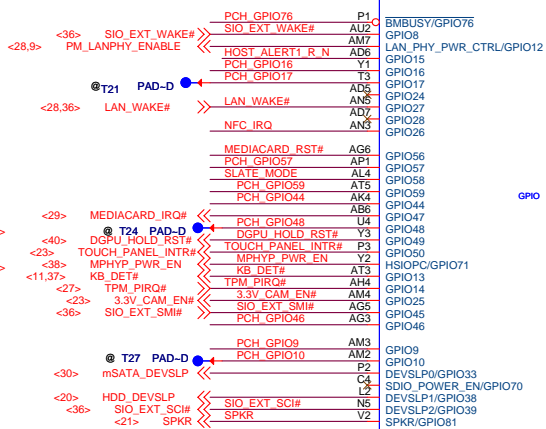 PCH_GPIO76 P1 BMBUSY/GPIO76
<36> SIO_EXT_WAKE# SIO_EXT_WAKE# AU2 GPIO8
<28,9> PM_LANPHY_ENABLE AM7 LAN_PHY_PWR_CTRL/GPIO12
HOST_ALERT1_R_N AD6 GPIO15
PCH_GPIO16 Y1 GPIO16
@T21 PAD~D PCH_GPIO17 T3 GPIO17
AD5 GPIO24
<28,36> LAN_WAKE# LAN_WAKE# AN5 GPIO27
AD7 GPIO28
NFC_IRQ AN3 GPIO26
MEDIACARD_RST# AG6 GPIO56
PCH_GPIO57 AP1 GPIO57
SLATE_MODE AL4 GPIO58
PCH_GPIO59 AT5 GPIO59
PCH_GPIO44 AK4 GPIO44
GPIO
<29> MEDIACARD_IRQ# AB6 GPIO47
@ T24 PAD~D PCH_GPIO48 U4 GPIO48
<40> DGPU_HOLD_RST# DGPU_HOLD_RST# Y3 GPIO49
<23> TOUCH_PANEL_INTR# TOUCH_PANEL_INTR# P3 GPIO50
<38> MPHYP_PWR_EN MPHYP_PWR_EN Y2 HSIOPC/GPIO71
<11,37> KB_DET# KB_DET# AT3 GPIO13
<27> TPM_PIRQ# TPM_PIRQ# AH4 GPIO14
<23> 3.3V_CAM_EN# 3.3V_CAM_EN# AM4 GPIO25
<36> SIO_EXT_SMI# SIO_EXT_SMI# AG5 GPIO45
PCH_GPIO46 AG3 GPIO46
PCH_GPIO9 AM3 GPIO9
@ T27 PAD~D PCH_GPIO10 AM2 GPIO10
<30> mSATA_DEVSLP P2 DEVSLP0/GPIO33
C4 SDIO_POWER_EN/GPIO70
<20> HDD_DEVSLP L2 DEVSLP1/GPIO38
<36> SIO_EXT_SCI# SIO_EXT_SCI# N5 DEVSLP2/GPIO39
<21> SPKR SPKR V2 SPKR/GPIO81